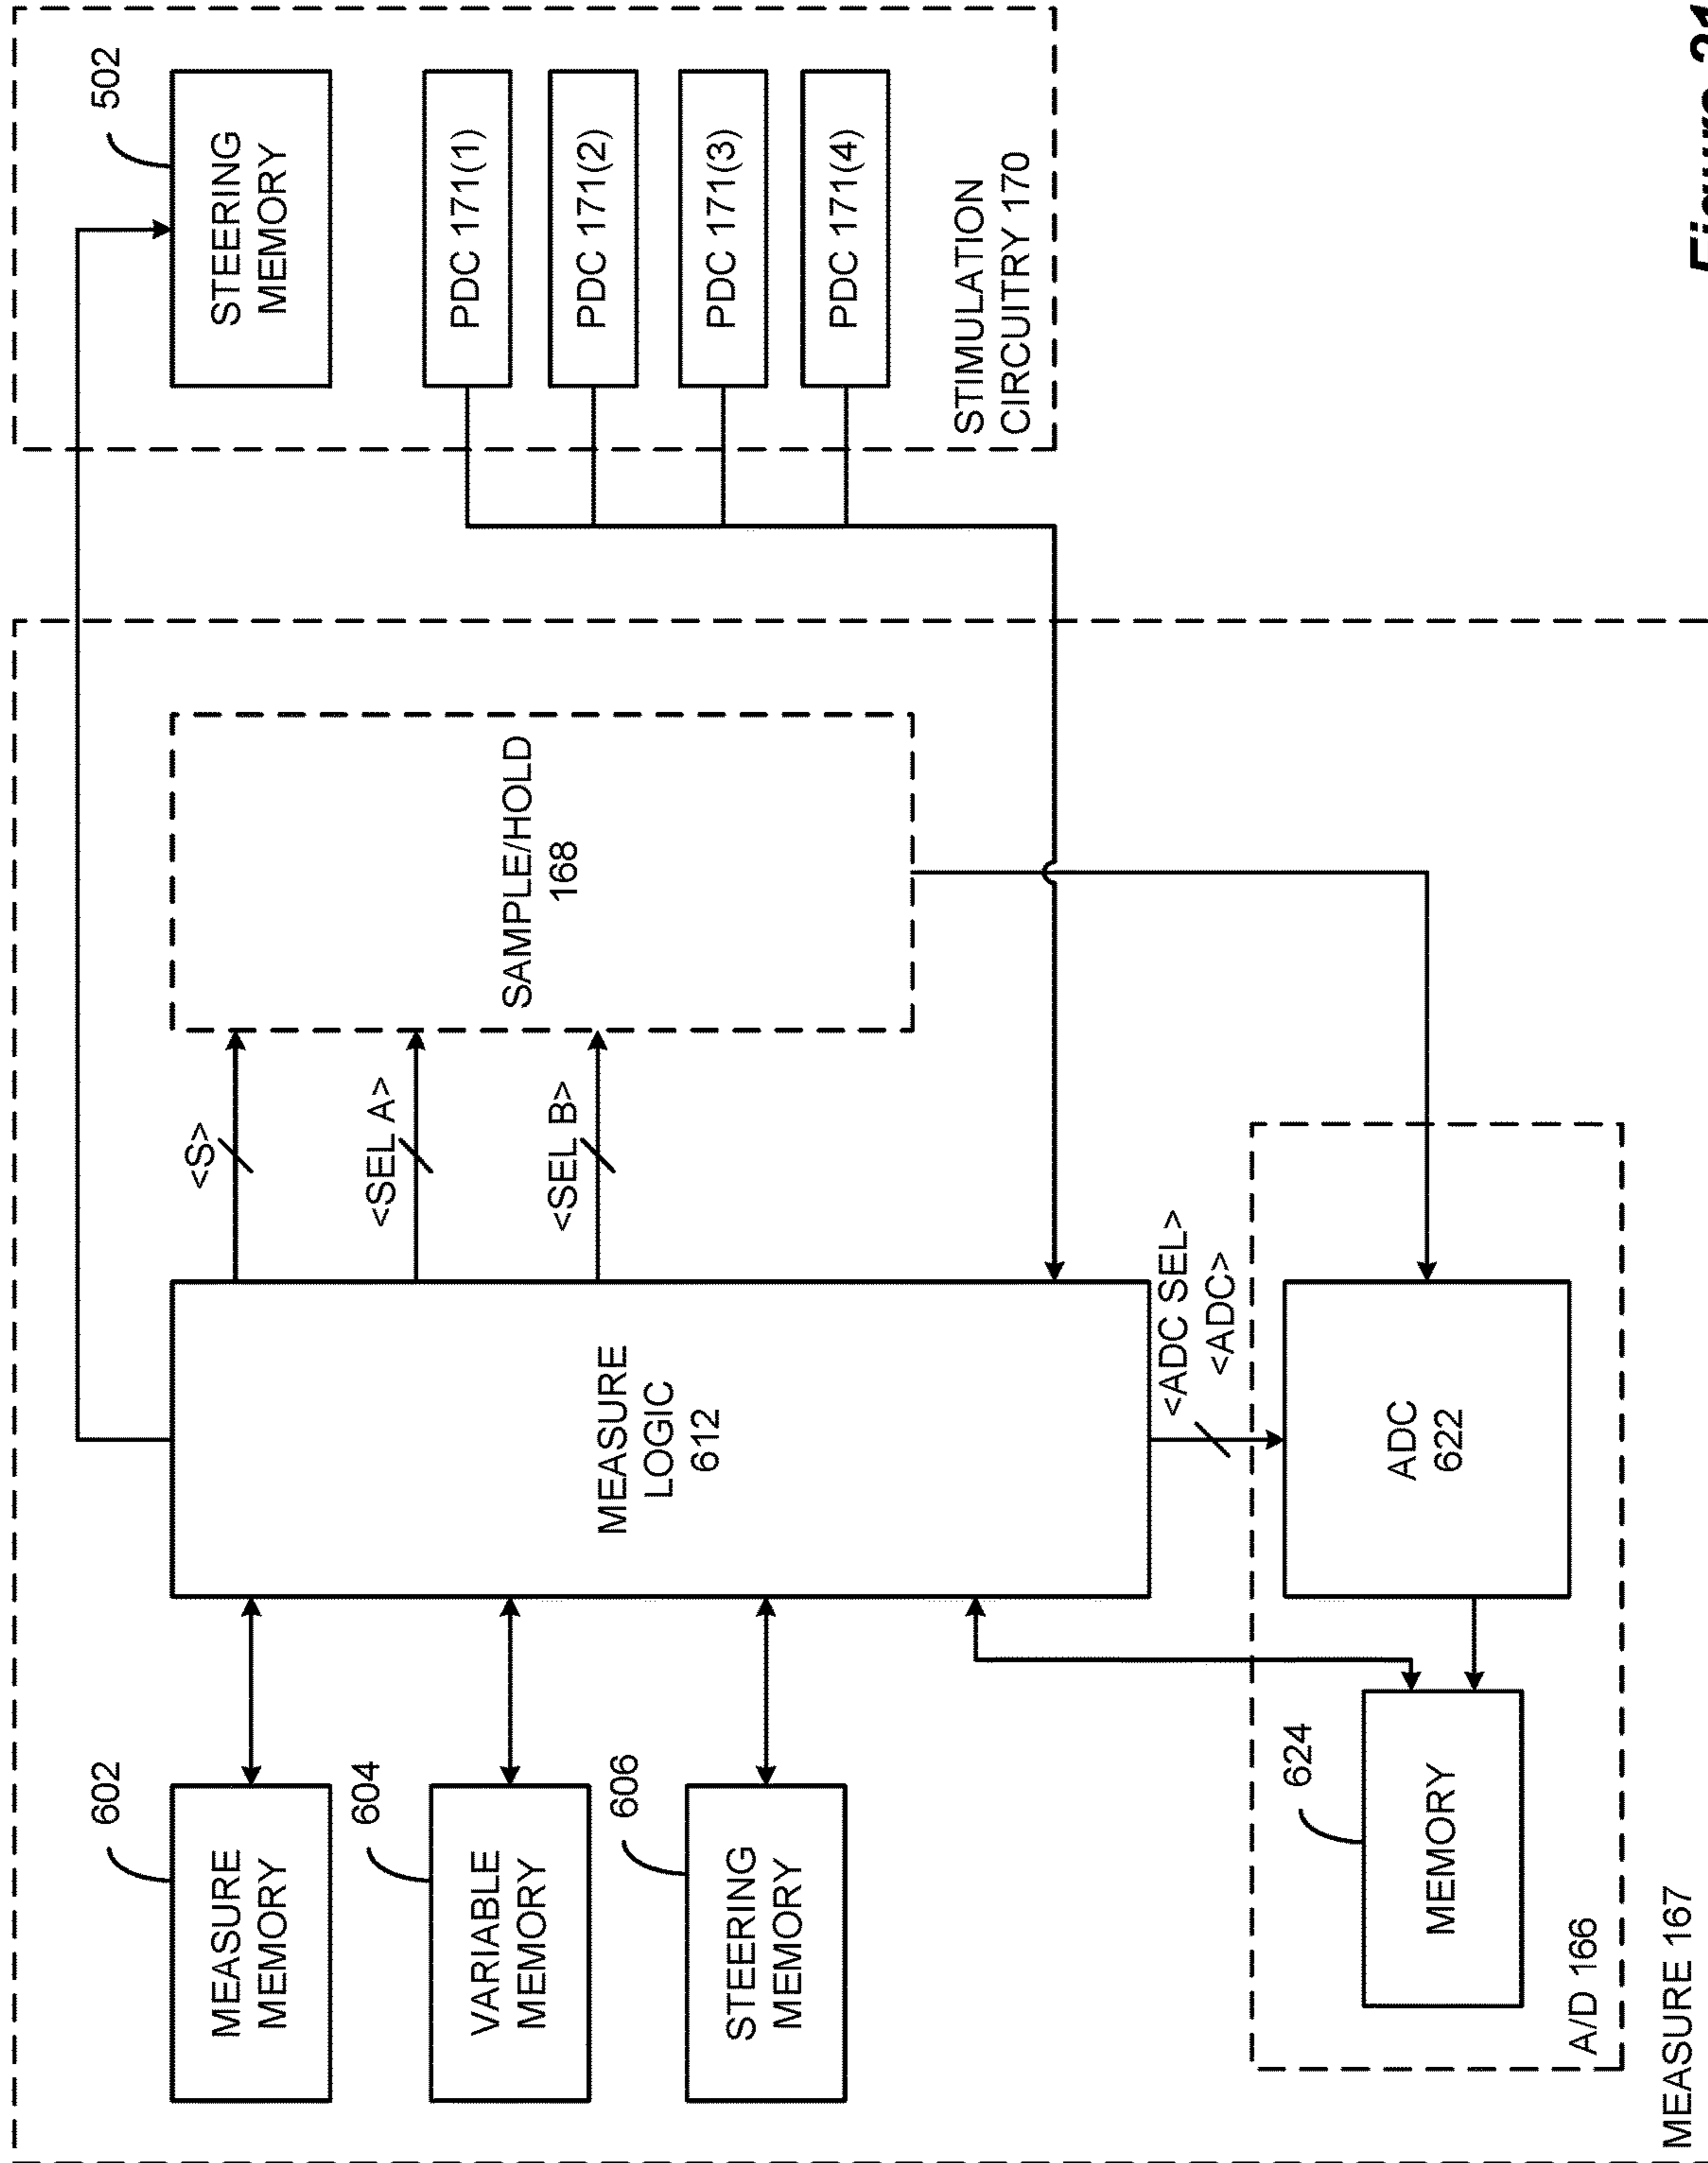 602
MEASURE
MEMORY
604
VARIABLE
MEMORY
606
STEERING
MEMORY
MEASURE
LOGIC
612
<S>
<SEL A>
<SEL B>
SAMPLE/HOLD
168
502
STEERING
MEMORY
PDC 171(1)
PDC 171(2)
PDC 171(3)
PDC 171(4)
STIMULATION
CIRCUITRY 170
<ADC SEL>
<ADC>
624
MEMORY
ADC
622
A/D 166
MEASURE 167